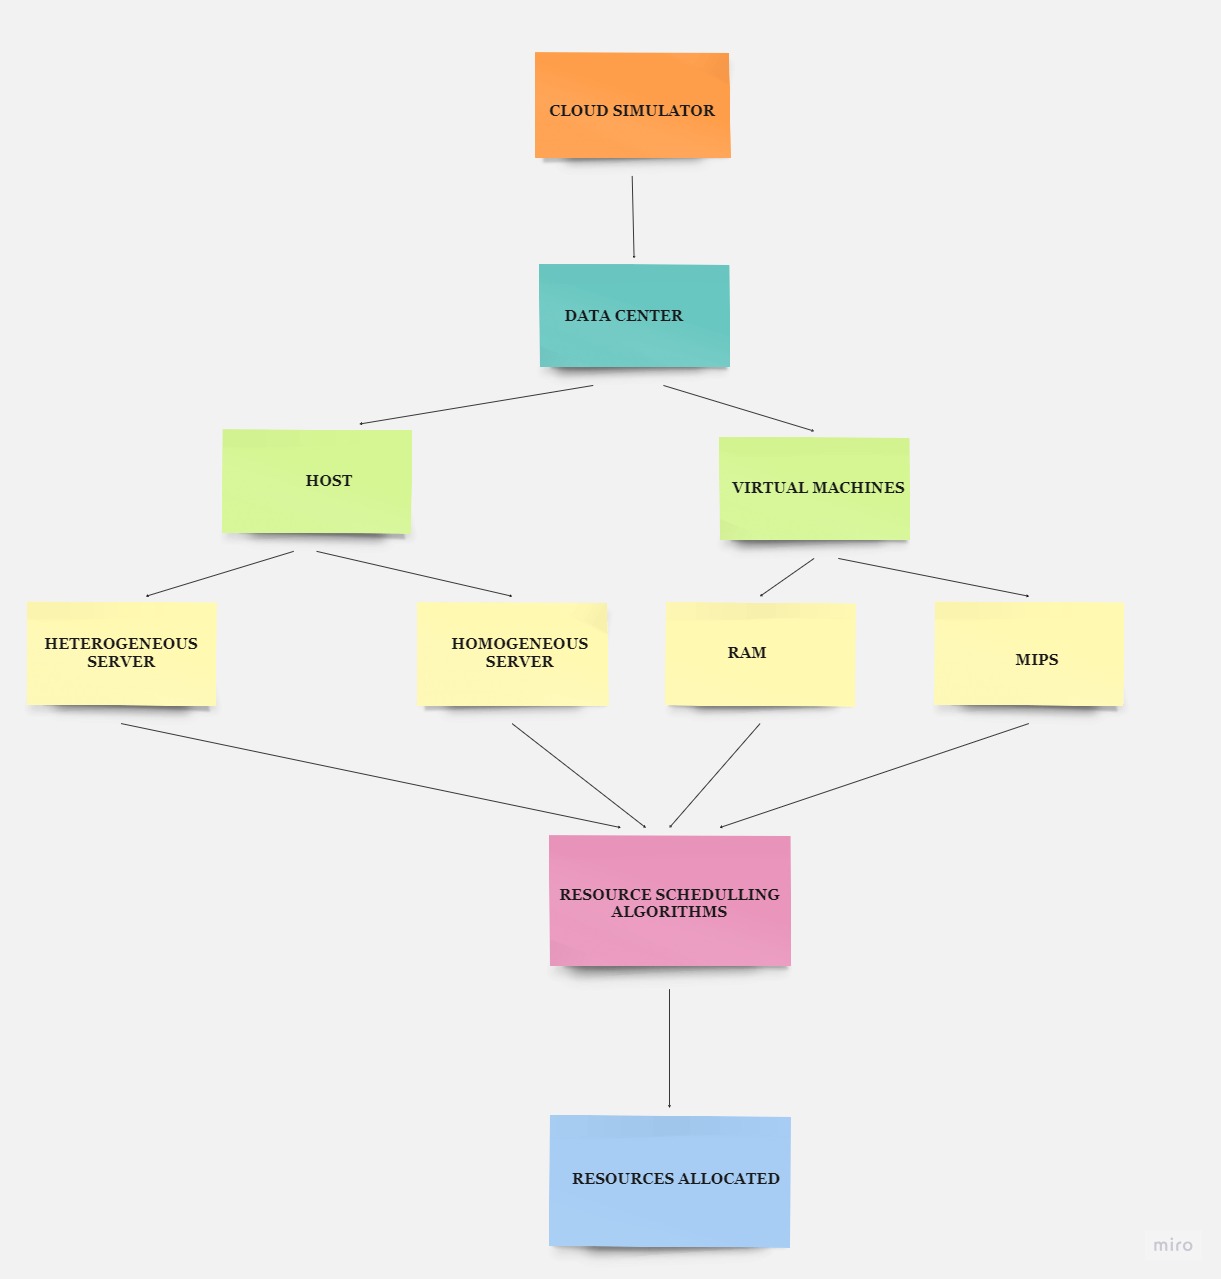 CLOUD SIMULATOR
DATA CENTER
HOST
VIRTUAL MACHINES
HETEROGENEOUS
SERVER
HOMOGENEOUS
SERVER
RAM
MIPS
RESOURCE SCHEDULLING
ALGORITHMS
RESOURCES ALLOCATED
miro